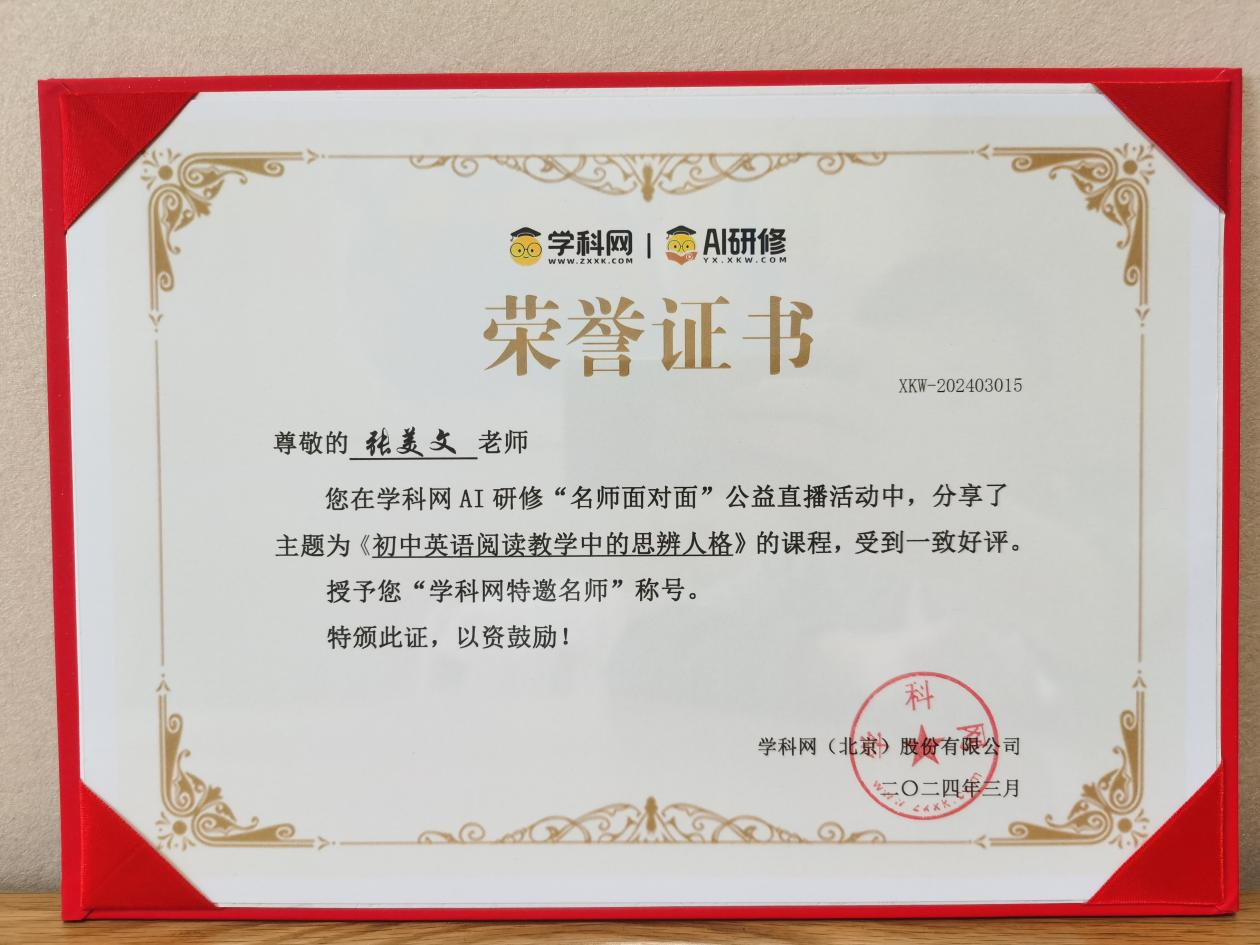 学科网 | AI研修
WWW.ZXXK.COM YX.XKW.COM
荣誉证书
XKW-202403015
尊敬的 张美文 老师
您在学科网AI研修“名师面对面”公益直播活动中，分享了
主题为《初中英语阅读教学中的思辨人格》的课程，受到一致好评。
授予您“学科网特邀名师”称号。
特颁此证，以资鼓励！
学科网（北京）股份有限公司
二〇二四年三月
学科网
www.zxxk.com